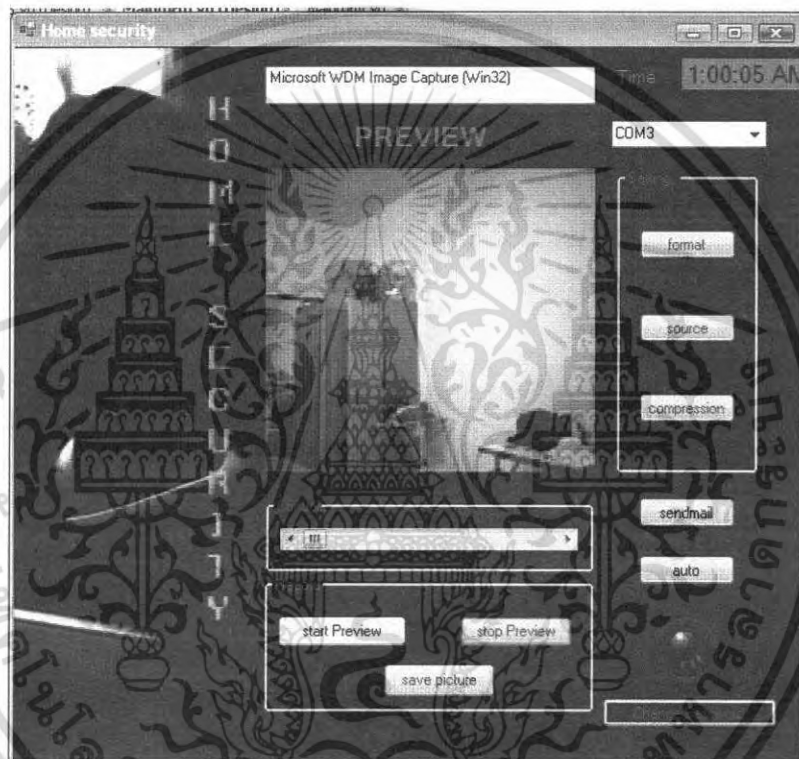 Home security
Microsoft WDM Image Capture (Win32)
Time
1:00:05 AM
PREVIEW
COM3
HOME SECURITY
format
source
compression
sendmail
auto
start Preview
stop Preview
save picture